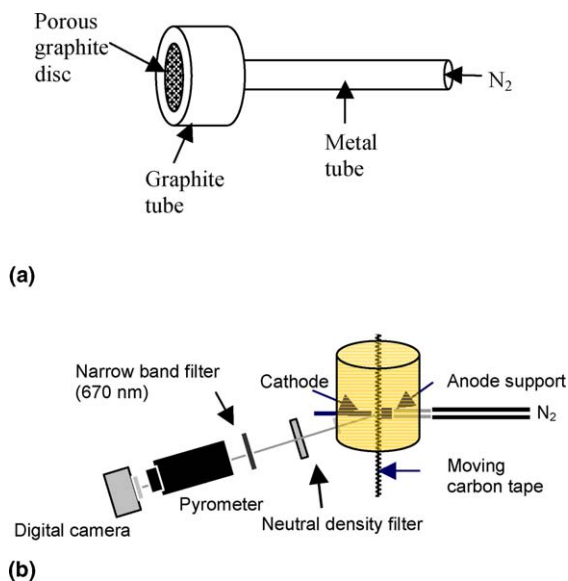 Porous
graphite
disc
N₂
Metal
tube
Graphite
tube
(a)
Narrow band filter
(670 nm)
Cathode
Anode support
N₂
Moving
carbon tape
Pyrometer
Neutral density filter
Digital camera
(b)